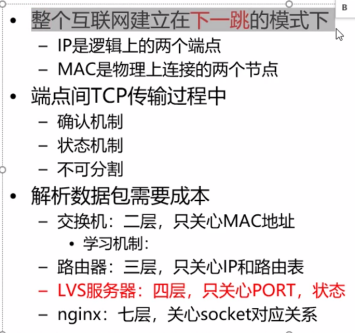 B
• 整个互联网建立在下一跳的模式下
– IP是逻辑上的两个端点
– MAC是物理上连接的两个节点
• 端点间TCP传输过程中
– 确认机制
– 状态机制
– 不可分割
• 解析数据包需要成本
– 交换机：二层，只关心MAC地址
• 学习机制：
– 路由器：三层，只关心IP和路由表
– LVS服务器：四层，只关心PORT，状态
– nginx：七层，关心socket对应关系